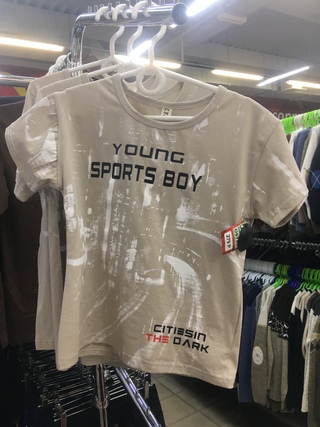 YOUNG
SPORTS BOY
CITIESIN
THE DARK